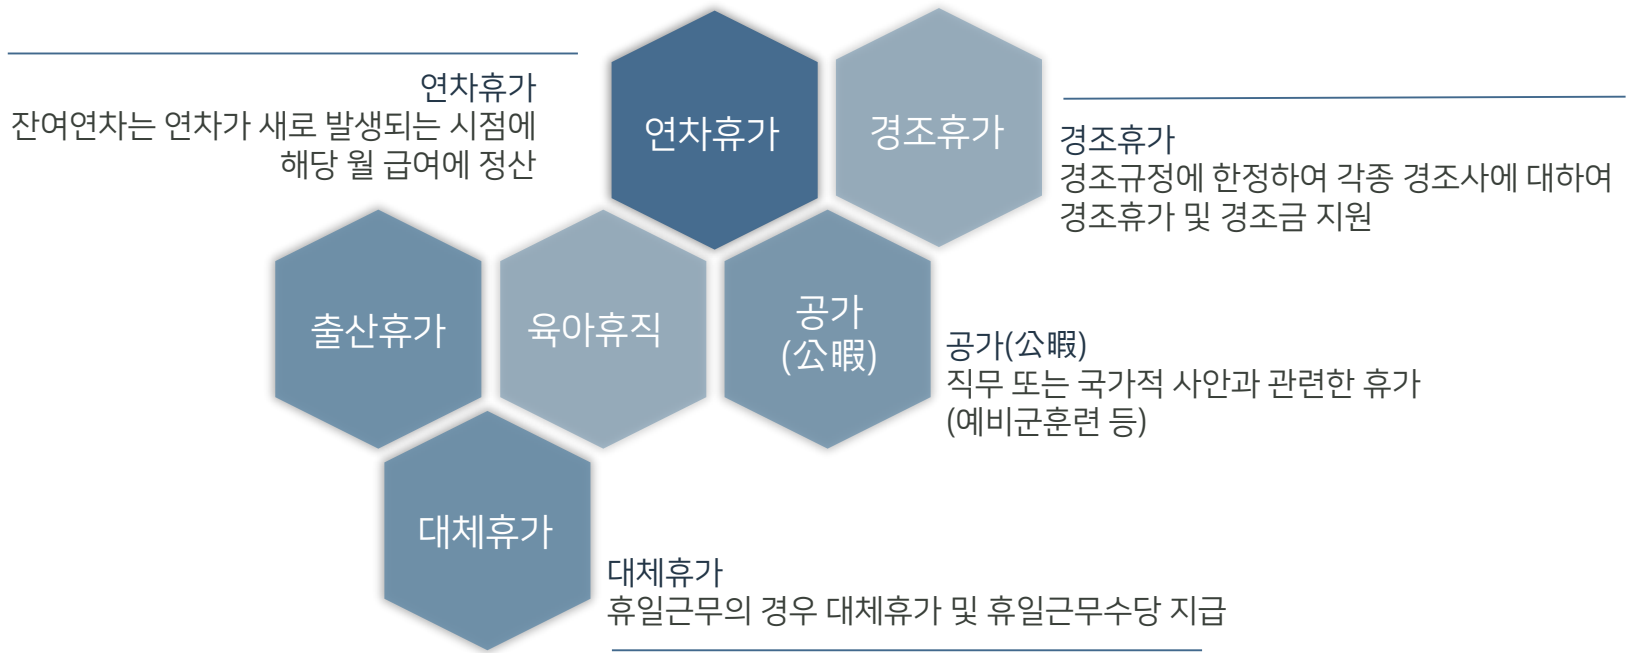 연차휴가
잔여연차는 연차가 새로 발생되는 시점에
해당 월 급여에 정산
연차휴가
경조휴가
경조휴가
경조규정에 한정하여 각종 경조사에 대하여
경조휴가 및 경조금 지원
출산휴가
육아휴직
공가
(公暇)
공가(公暇)
직무 또는 국가적 사안과 관련한 휴가
(예비군훈련 등)
대체휴가
대체휴가
휴일근무의 경우 대체휴가 및 휴일근무수당 지급